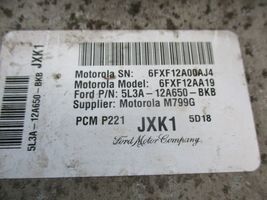 JXK1
5L3A-12A650-BKB
Motorola SN: 6FXF12A00AJ4
Motorola Model: 6FXF12AA19
Ford P/N: 5L3A-12A650-BKB
Supplier: Motorola M799G
PCM P221 JXK1 5D18
Ford Motor Company